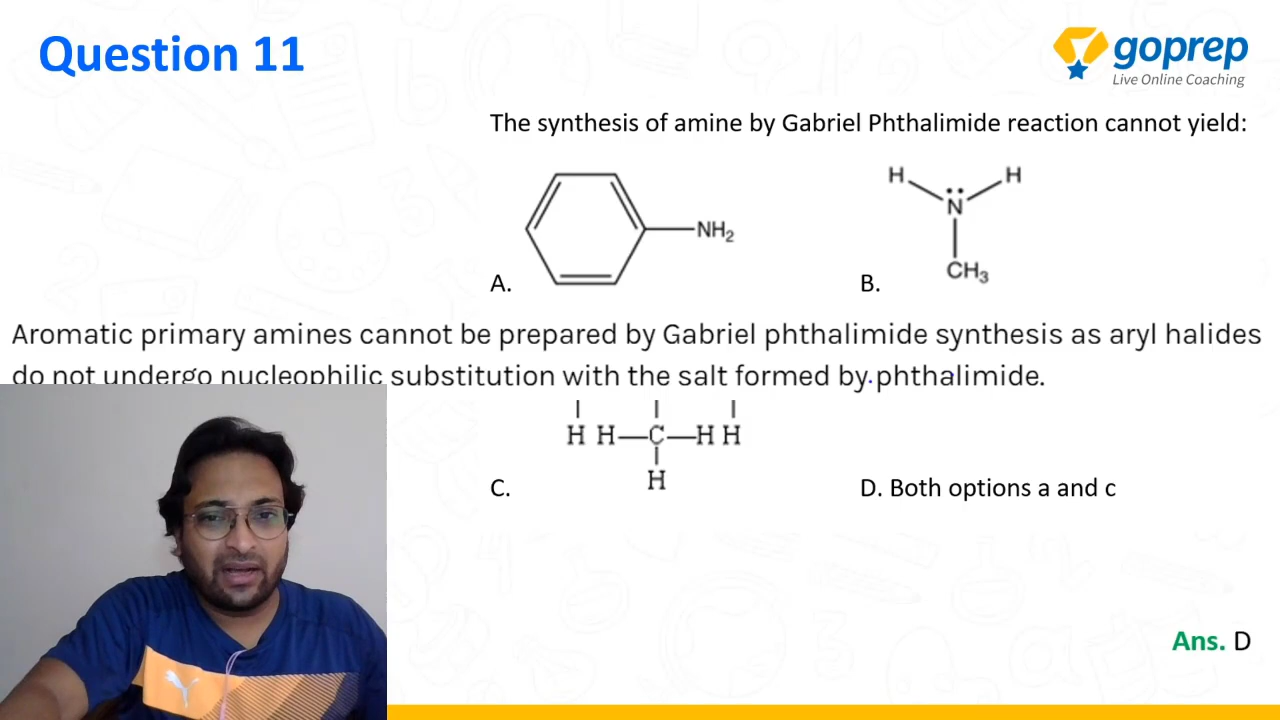 Question 11
goprep
Live Online Coaching
The synthesis of amine by Gabriel Phthalimide reaction cannot yield:
NH2
A.
H H
N
CH3
B.
Aromatic primary amines cannot be prepared by Gabriel phthalimide synthesis as aryl halides
do not undergo nucleophilic substitution with the salt formed by phthalimide.
H H—C—H H
H
C.
D. Both options a and c
Ans. D